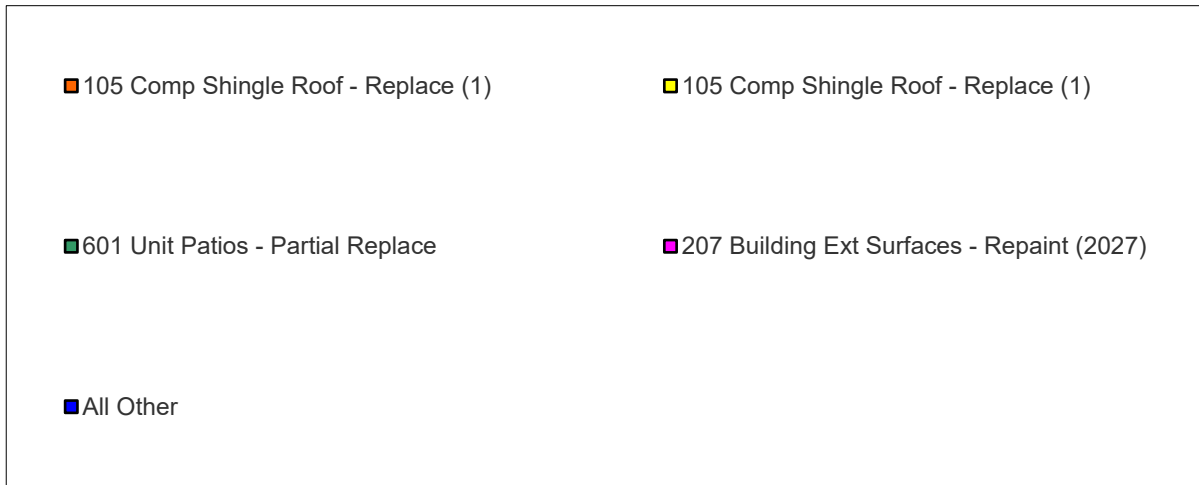 105 Comp Shingle Roof - Replace (1)
105 Comp Shingle Roof - Replace (1)
601 Unit Patios - Partial Replace
207 Building Ext Surfaces - Repaint (2027)
All Other